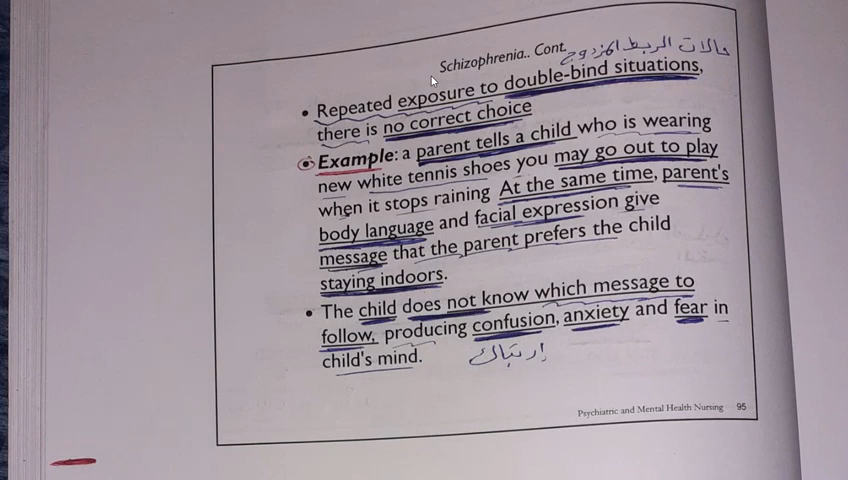 Schizophrenia.. Cont.
حالات الربط المزدوج
• Repeated exposure to double-bind situations,
there is no correct choice
Example: a parent tells a child who is wearing
new white tennis shoes you may go out to play
when it stops raining At the same time, parent's
body language and facial expression give
message that the parent prefers the child
staying indoors.
• The child does not know which message to
follow, producing confusion, anxiety and fear in
child's mind.
إرتباك
Psychiatric and Mental Health Nursing 95